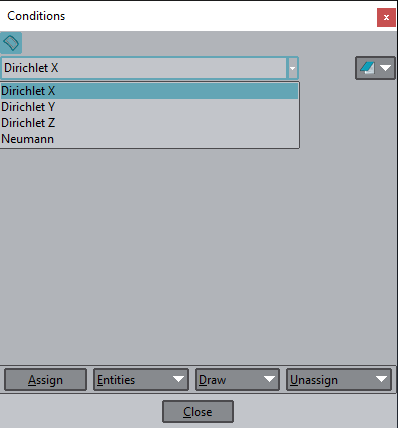 Conditions
x
Dirichlet X
Dirichlet X
Dirichlet Y
Dirichlet Z
Neumann
Assign Entities Draw Unassign
Close